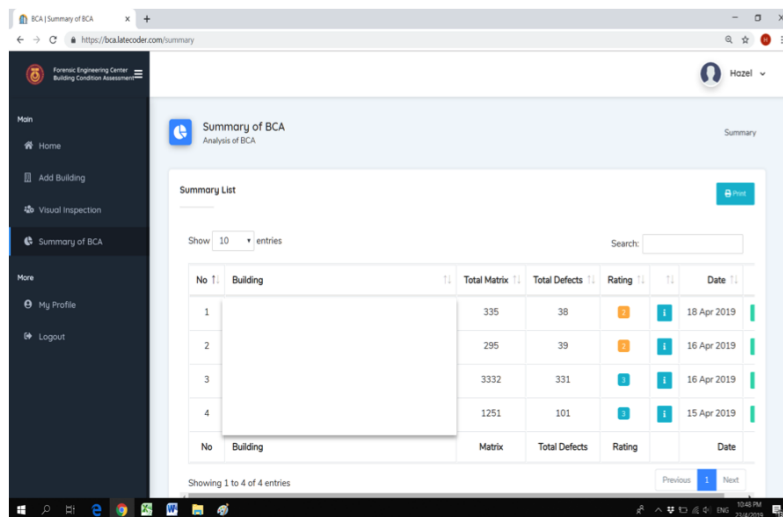 BCA | Summary of BCA
https://bca.latecoder.com/summary
Forensic Engineering Center
Building Condition Assessment
Hazel
Main
Home
Add Building
Visual Inspection
Summary of BCA
More
My Profile
Logout
Summary of BCA
Analysis of BCA
Summary
Summary List
Print
Show 10 entries
Search:
No Building Total Matrix Total Defects Rating Date
1 335 38 2 i 18 Apr 2019
2 295 39 2 i 16 Apr 2019
3 3332 331 3 i 16 Apr 2019
4 1251 101 3 i 15 Apr 2019
No Building Matrix Total Defects Rating Date
Showing 1 to 4 of 4 entries
Previous 1 Next
ENG
10:48 PM
23/4/2019